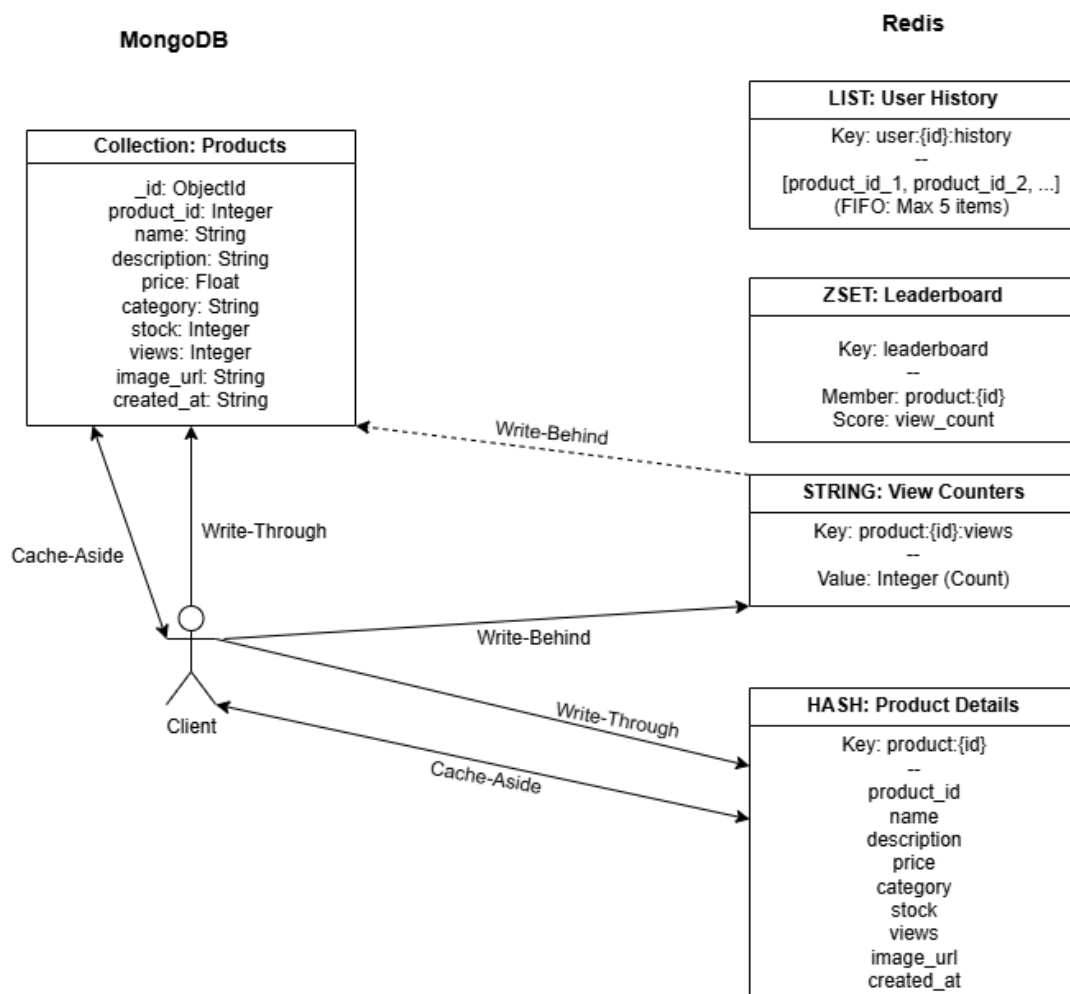 MongoDB
Redis
Collection: Products
_id: ObjectId
product_id: Integer
name: String
description: String
price: Float
category: String
stock: Integer
views: Integer
image_url: String
created_at: String
LIST: User History
Key: user:{id}:history
--
[product_id_1, product_id_2, ...]
(FIFO: Max 5 items)
ZSET: Leaderboard
Key: leaderboard
--
Member: product:{id}
Score: view_count
Write-Behind
STRING: View Counters
Key: product:{id}:views
--
Value: Integer (Count)
Cache-Aside
Write-Through
Write-Behind
Client
Write-Through
Cache-Aside
HASH: Product Details
Key: product:{id}
--
product_id
name
description
price
category
stock
views
image_url
created_at